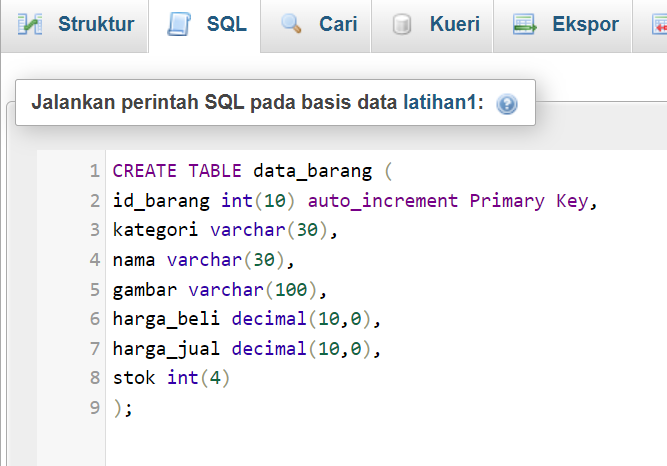 Struktur SQL Cari Kueri Ekspor
Jalankan perintah SQL pada basis data latihan1:
1 CREATE TABLE data_barang (
2 id_barang int(10) auto_increment Primary Key,
3 kategori varchar(30),
4 nama varchar(30),
5 gambar varchar(100),
6 harga_beli decimal(10,0),
7 harga_jual decimal(10,0),
8 stok int(4)
9 );